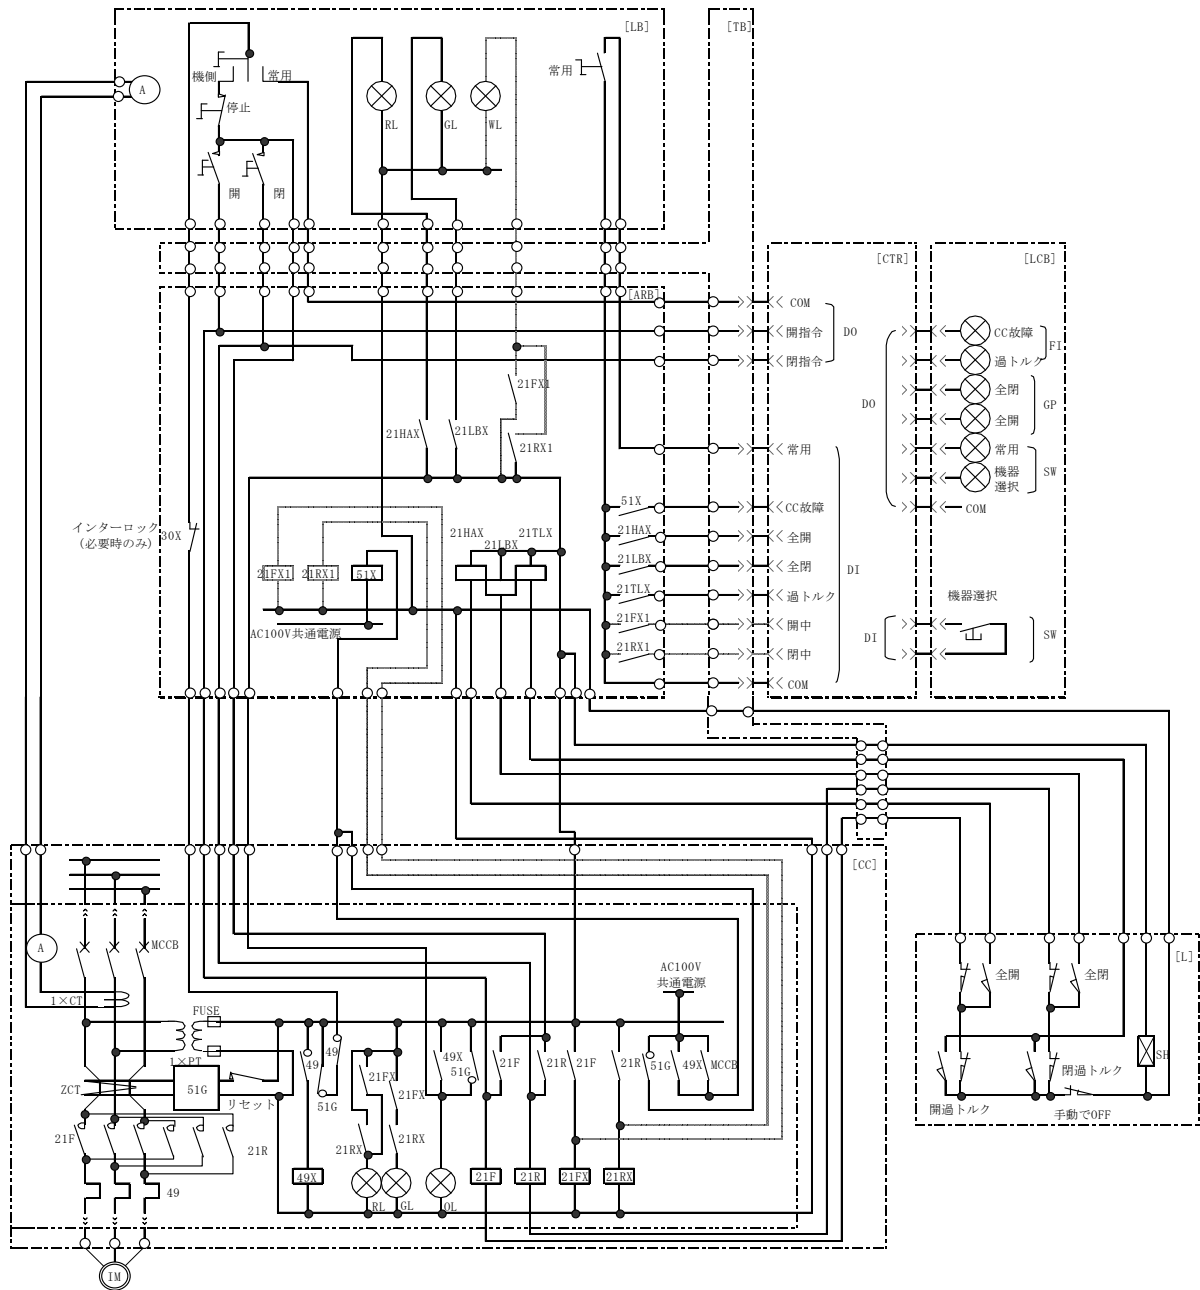 [LB]
[TB]
機側
常用
停止
開
閉
A
RL
GL
WL
常用
[ARB]
[CTR]
[LCB]
COM
開指令
閉指令
DO
常用
CC故障
全開
全閉
過トルク
開中
閉中
COM
DI
DO
CC故障
過トルク
全閉
全開
常用
機器
選択
COM
FI
GP
SW
機器選択
DI
SW
21FX1
21HAX
21LBX
21RX1
インターロック
(必要時のみ)
30X
51X
21HAX
21LBX
21TLX
21FX1
21RX1
21HAX
21LBX
21TLX
21FX1
21RX1
51X
AC100V共通電源
[CC]
[L]
A
MCCB
1×CT
FUSE
1×PT
ZCT
51G
リセット
21F
21R
49
IM
49
49
51G
21FX
21FX
21RX
21RX
49X
51G
21F
21R
21F
21R
AC100V
共通電源
51G
49X
MCCB
49X
RL
GL
OL
21F
21R
21FX
21RX
全開
全閉
開過トルク
閉過トルク
手動でOFF
SH